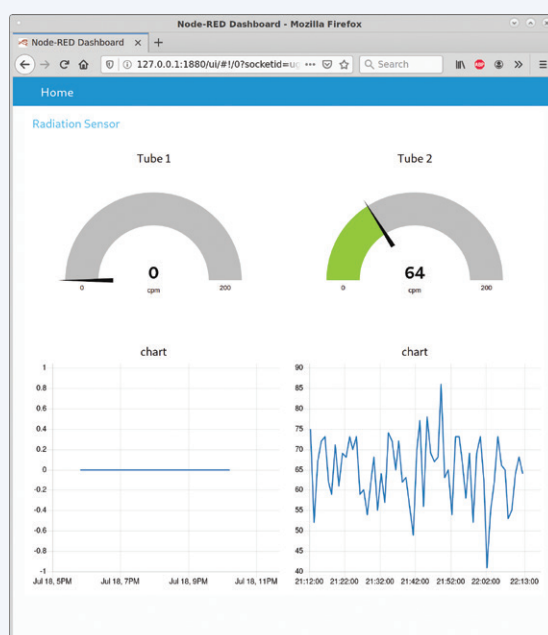 Node-RED Dashboard - Mozilla Firefox
Node-RED Dashboard
127.0.0.1:1880/ui/#!/0?socketid=u
Search
Home
Radiation Sensor
Tube 1
Tube 2
0
64
0 cpm 200
0 cpm 200
chart
chart
1
0.8
0.6
0.4
0.2
0
-0.2
-0.4
-0.6
-0.8
-1
Jul 18, 5PM Jul 18, 7PM Jul 18, 9PM Jul 18, 11PM
90
85
80
75
70
65
60
55
50
45
40
21:12:00 21:22:00 21:32:00 21:42:00 21:52:00 22:02:00 22:13:00